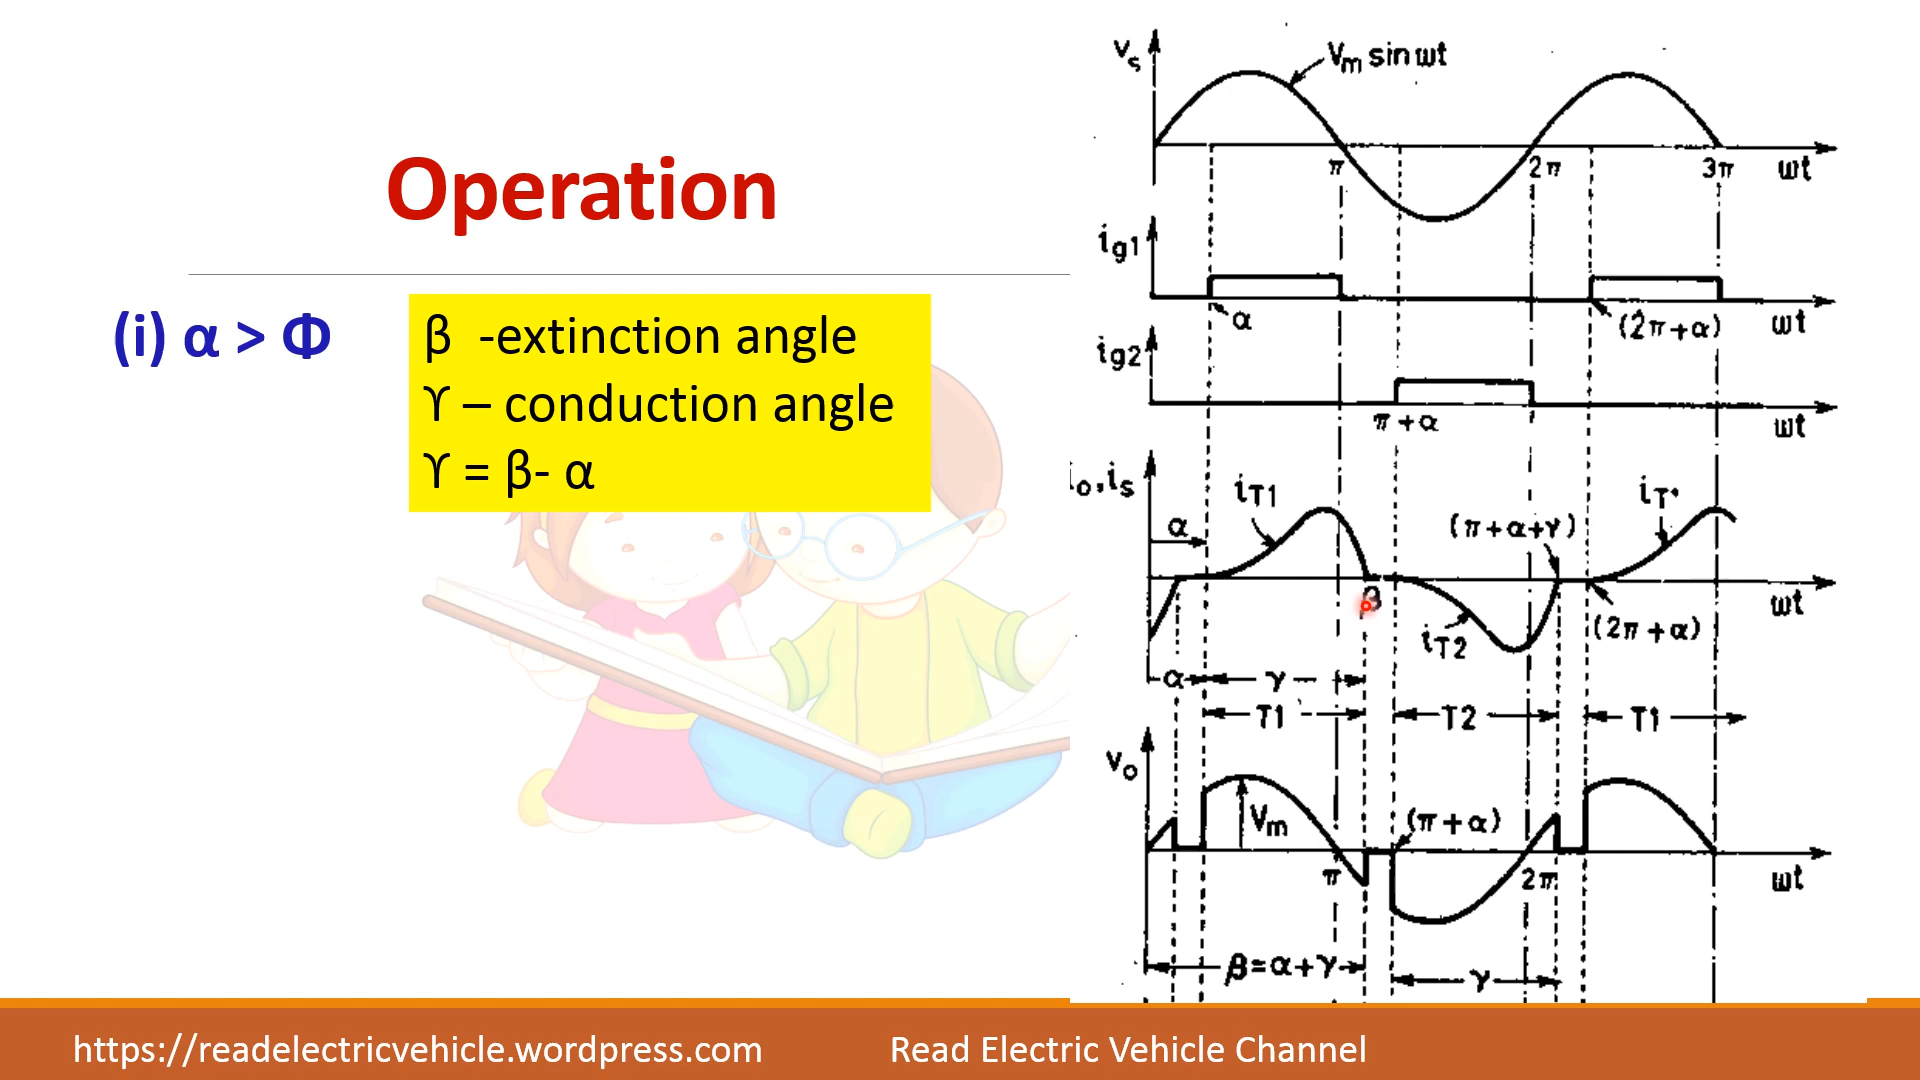 Operation
(i) α > Φ
β -extinction angle
ϒ – conduction angle
ϒ = β- α
vs
Vm sin ωt
π
2π
3π
ωt
ig1
α
(2π+α)
ωt
ig2
π+α
ωt
io,is
α
iT1
(π+α+γ)
iT1
β
ωt
iT2
(2π+α)
α
γ
T1
T2
T1
vo
Vm
(π+α)
π
2π
ωt
β=α+γ
γ
https://readelectricvehicle.wordpress.com
Read Electric Vehicle Channel